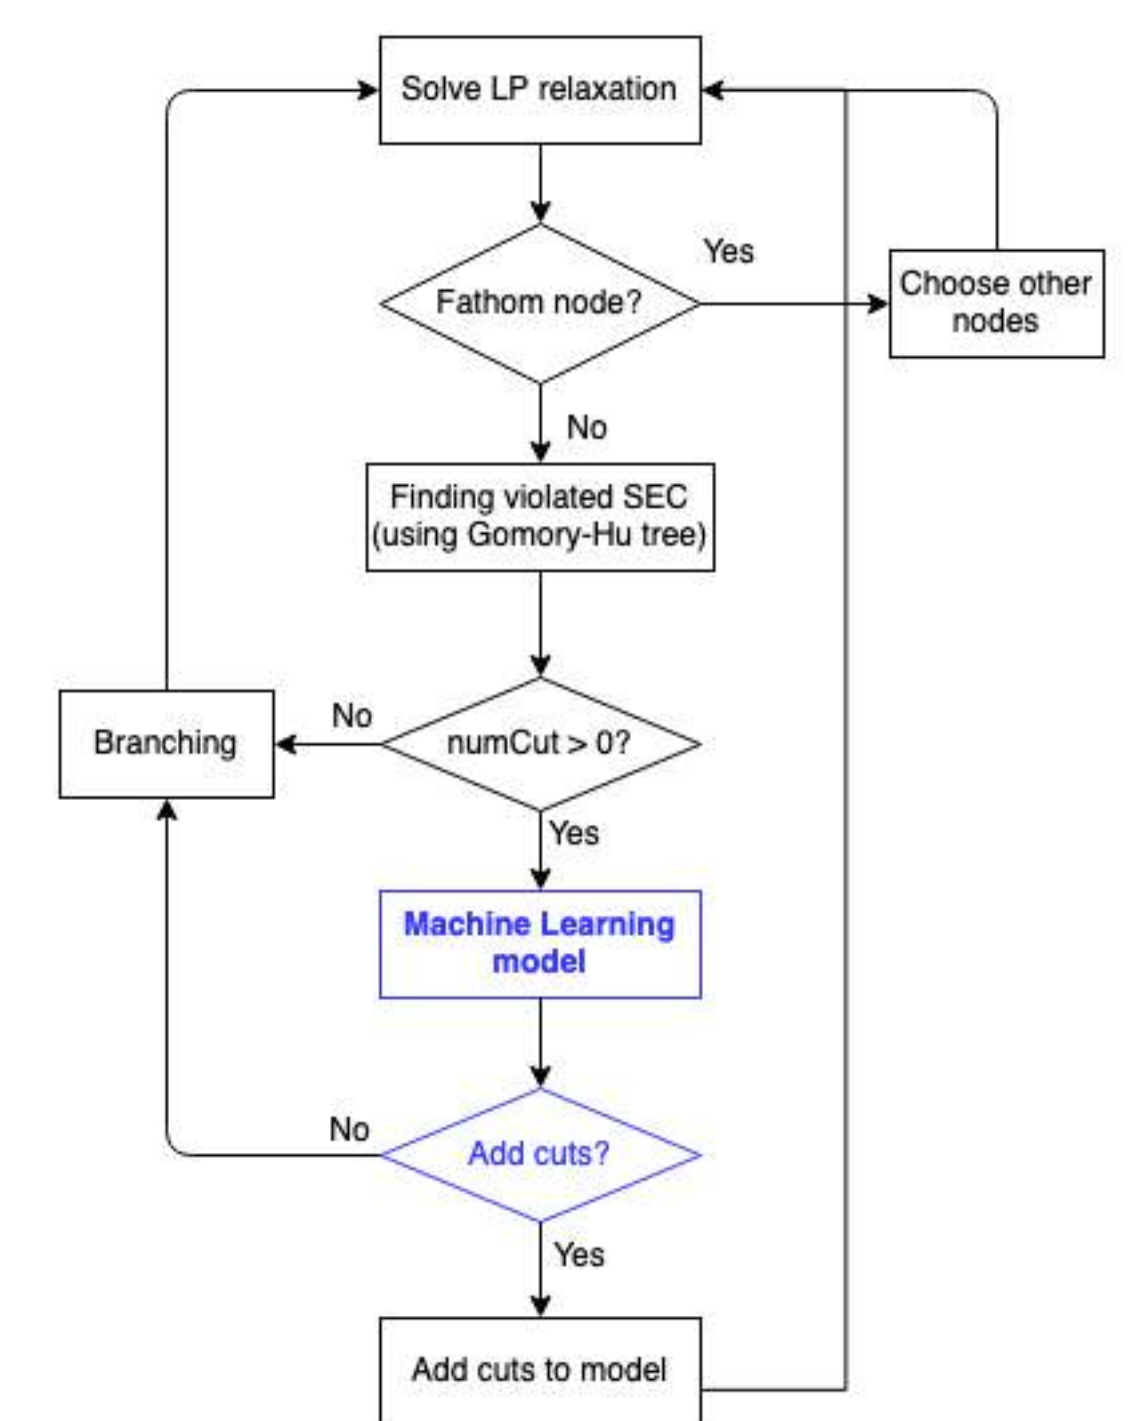 Solve LP relaxation
Yes
Fathom node?
Choose other
nodes
No
Finding violated SEC
(using Gomory-Hu tree)
No
Branching
numCut > 0?
Yes
Machine Learning
model
No
Add cuts?
Yes
Add cuts to model